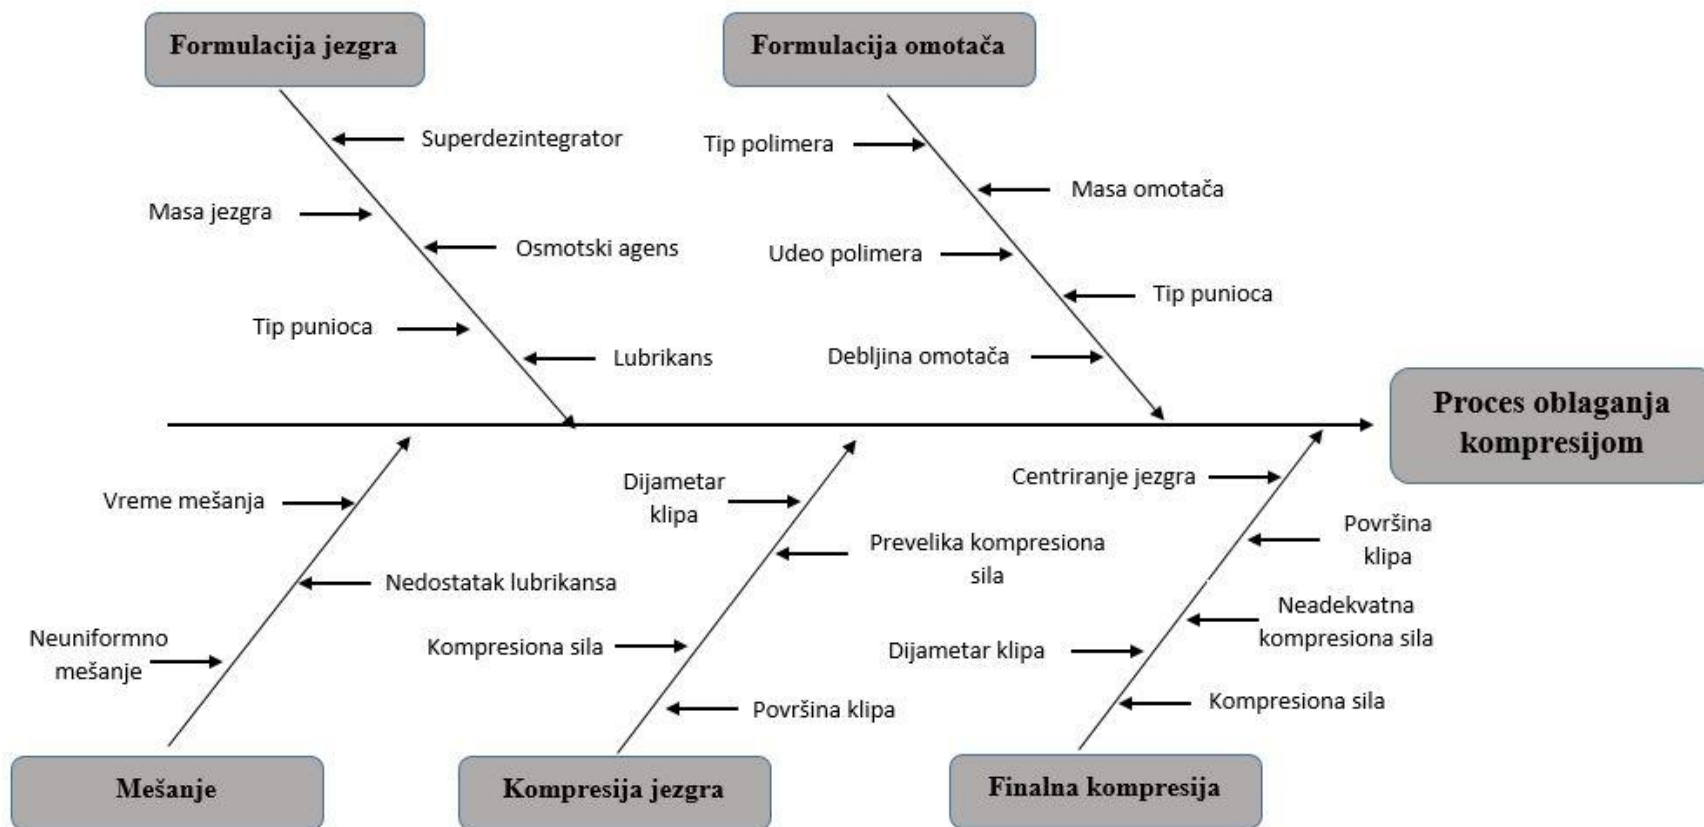 Formulacija jezgra
Formulacija omotača
Superdezintegrator
Masa jezgra
Osmotski agens
Tip punioca
Lubrikans
Tip polimera
Masa omotača
Udeo polimera
Tip punioca
Debljina omotača
Proces oblaganja
kompresijom
Vreme mešanja
Nedostatak lubrikansa
Neuniformno
mešanje
Dijametar
klipa
Prevelika kompresiona
sila
Kompresiona sila
Površina klipa
Centriranje jezgra
Površina
klipa
Neadekvatna
kompresiona sila
Dijametar klipa
Kompresiona sila
Mešanje
Kompresija jezgra
Finalna kompresija